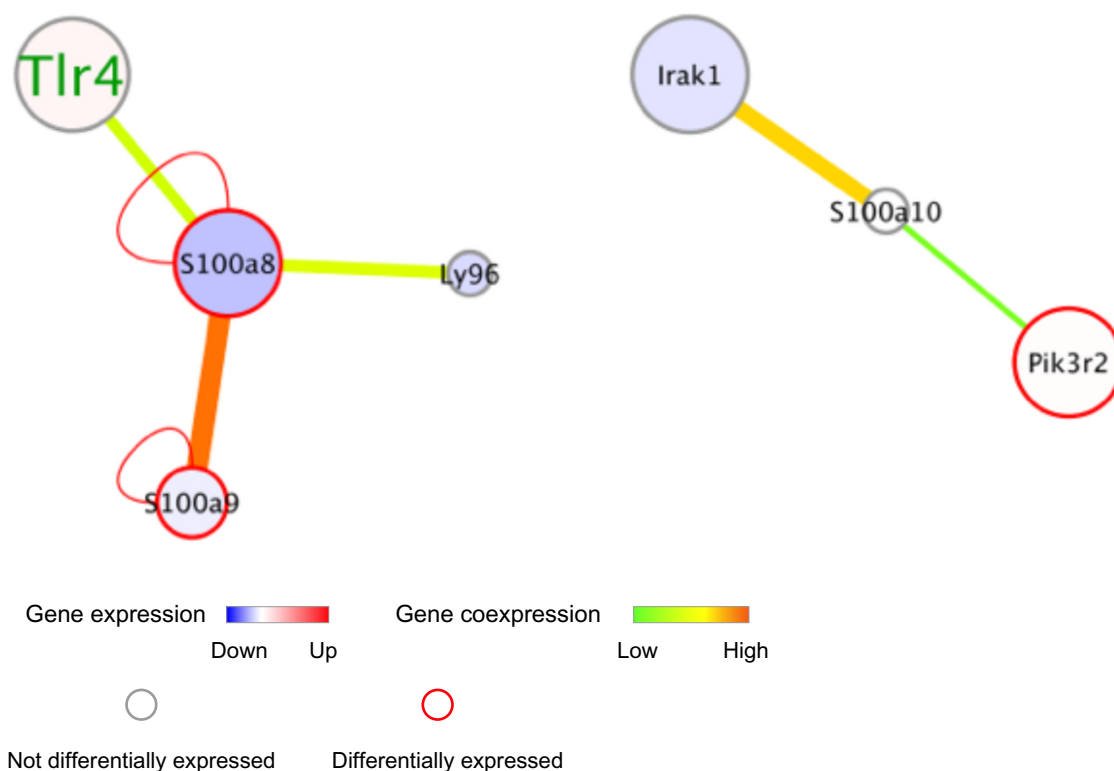 Tlr4
Irak1
S100a10
S100a8
Ly96
Pik3r2
S100a9
Gene expression
Gene coexpression
Down
Up
Low
High
Not differentially expressed
Differentially expressed